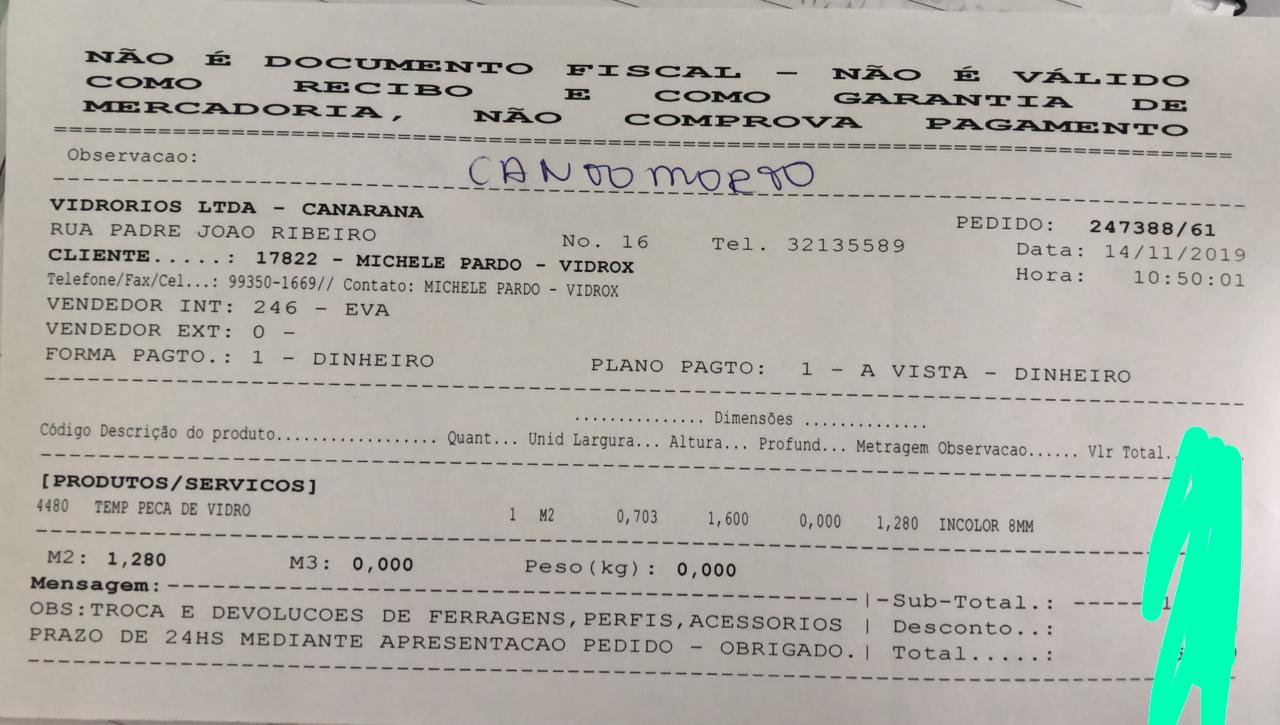 NÃO É DOCUMENTO FISCAL - NÃO É VÁLIDO
COMO RECIBO E COMO GARANTIA DE
MERCADORIA, NÃO COMPROVA PAGAMENTO
Observacao: CANTO MORTO
VIDRORIOS LTDA - CANARANA PEDIDO: 247388/61
RUA PADRE JOAO RIBEIRO No. 16 Tel. 32135589 Data: 14/11/2019
CLIENTE.....: 17822 - MICHELE PARDO - VIDROX Hora: 10:50:01
Telefone/Fax/Cel...: 99350-1669// Contato: MICHELE PARDO - VIDROX
VENDEDOR INT: 246 - EVA
VENDEDOR EXT: 0 -
FORMA PAGTO.: 1 - DINHEIRO PLANO PAGTO: 1 - A VISTA - DINHEIRO
.............. Dimensões .............
Código Descrição do produto................. Quant... Unid Largura... Altura... Profund... Metragem Observacao...... Vlr Total..
[PRODUTOS/SERVICOS]
4480 TEMP PECA DE VIDRO 1 M2 0,703 1,600 0,000 1,280 INCOLOR 8MM
M2: 1,280 M3: 0,000 Peso(kg): 0,000
Mensagem:---------------------------------------|-Sub-Total.: -----
OBS:TROCA E DEVOLUCOES DE FERRAGENS,PERFIS,ACESSORIOS | Desconto..:
PRAZO DE 24HS MEDIANTE APRESENTACAO PEDIDO - OBRIGADO.| Total.....: